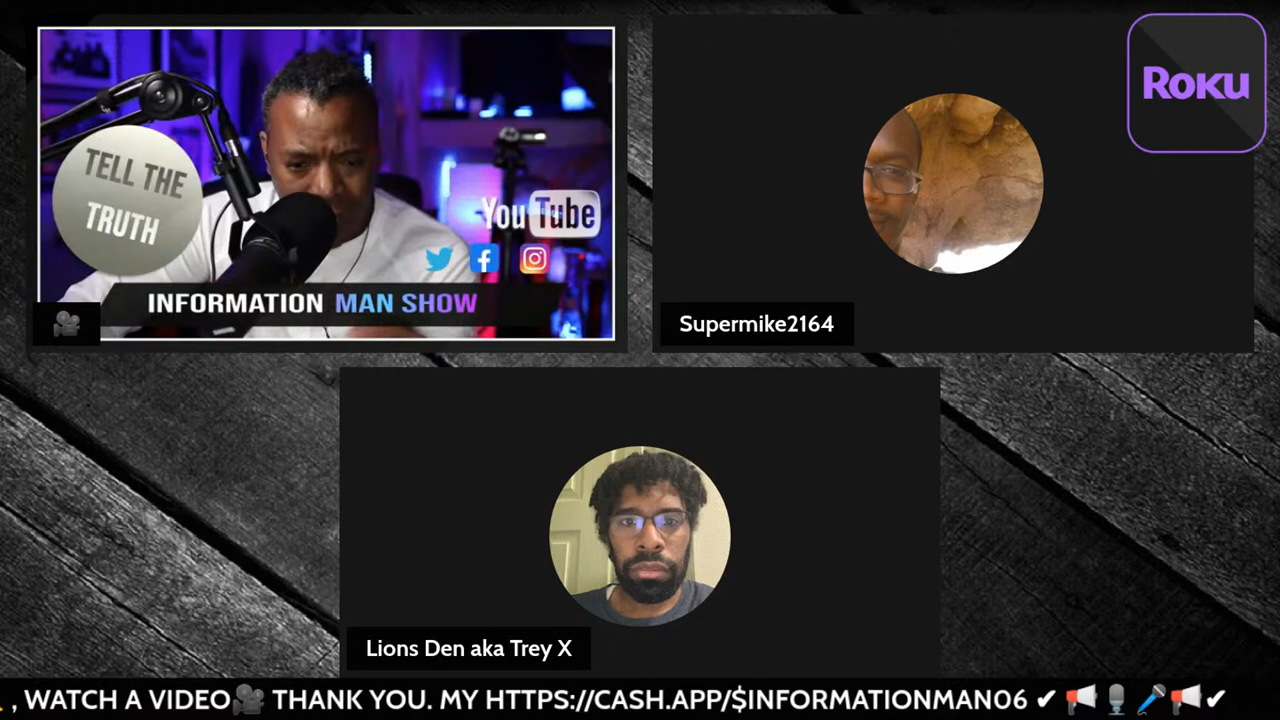 TELL THE
TRUTH
YouTube
INFORMATION MAN SHOW
ROKU
Supermike2164
Lions Den aka Trey X
, WATCH A VIDEO🎥 THANK YOU. MY HTTPS://CASH.APP/$INFORMATIONMAN06 ✔ 📢🎙️🎤📢✔